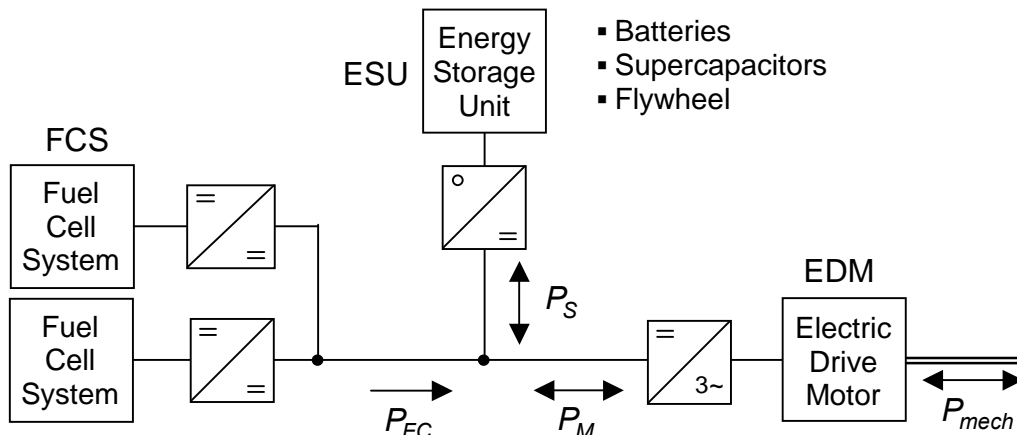 Energy
Storage
Unit
ESU
▪ Batteries
▪ Supercapacitors
▪ Flywheel
FCS
Fuel
Cell
System
=
=
o
=
P_S
EDM
Fuel
Cell
System
=
=
=
3~
Electric
Drive
Motor
P_FC
P_M
P_mech